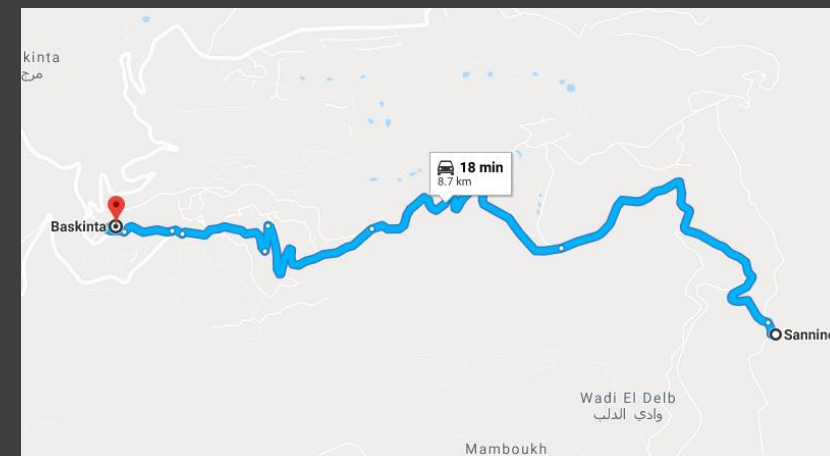 kinta
مرج
18 min
8.7 km
Baskinta
Sannine
Wadi El Delb
وادي الدلب
Mamboukh